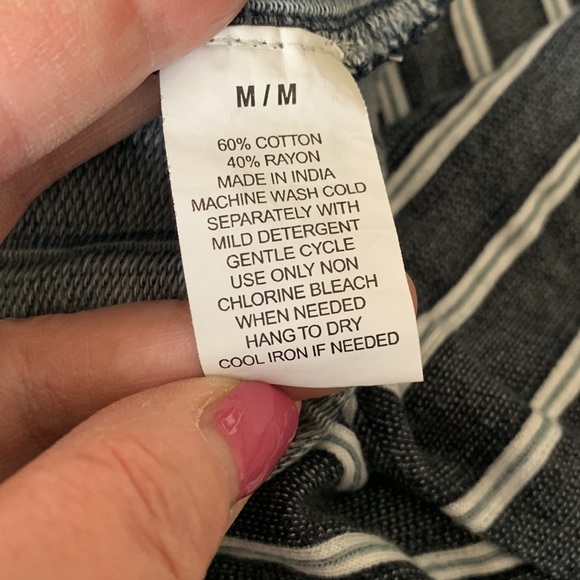 M / M
60% COTTON
40% RAYON
MADE IN INDIA
MACHINE WASH COLD
SEPARATELY WITH
MILD DETERGENT
GENTLE CYCLE
USE ONLY NON
CHLORINE BLEACH
WHEN NEEDED
HANG TO DRY
COOL IRON IF NEEDED